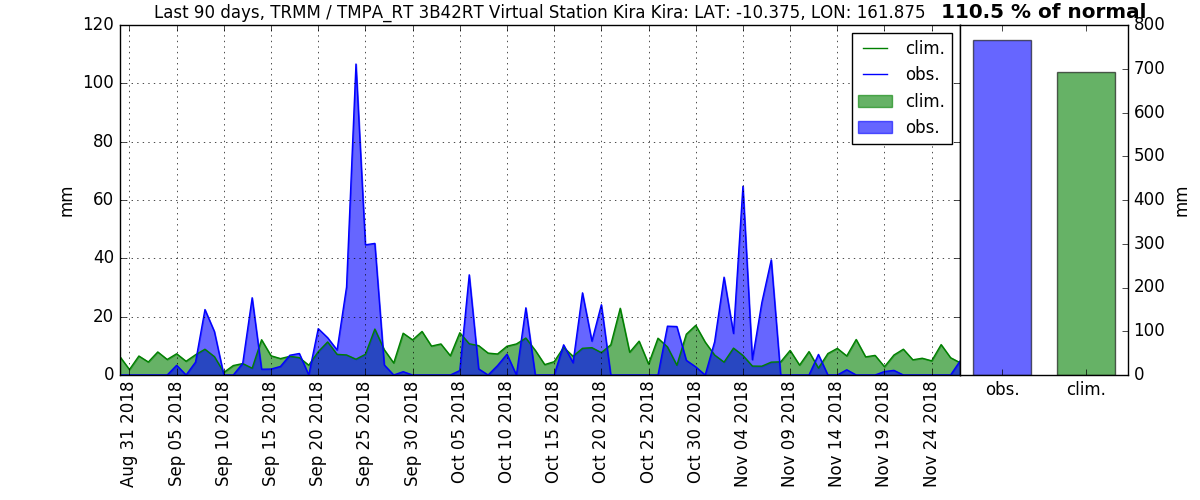 Last 90 days, TRMM / TMPA_RT 3B42RT Virtual Station Kira Kira: LAT: -10.375, LON: 161.875 110.5 % of normal
120
100
80
60
40
20
0
mm
clim.
obs.
clim.
obs.
800
700
600
500
400
300
200
100
0
mm
obs.
clim.
Aug 31 2018
Sep 05 2018
Sep 10 2018
Sep 15 2018
Sep 20 2018
Sep 25 2018
Sep 30 2018
Oct 05 2018
Oct 10 2018
Oct 15 2018
Oct 20 2018
Oct 25 2018
Oct 30 2018
Nov 04 2018
Nov 09 2018
Nov 14 2018
Nov 19 2018
Nov 24 2018